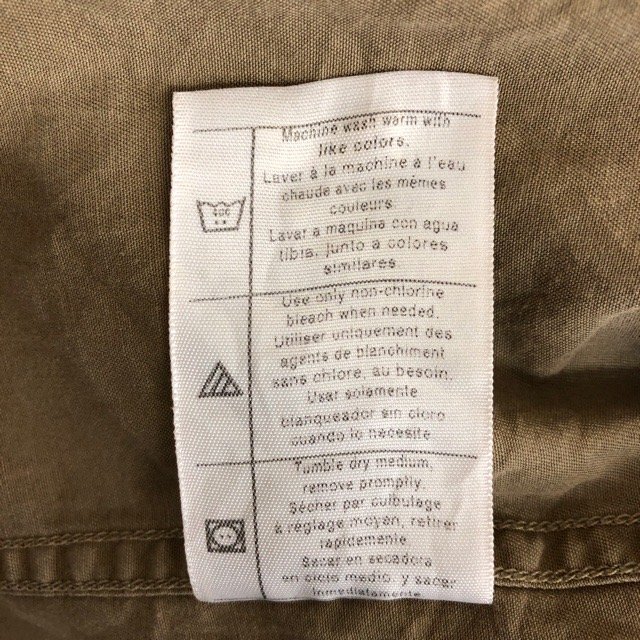 Machine wash warm with
like colors.
Laver à la machine à l'eau
chaude avec les mêmes
couleurs
Lavar a maquina con agua
tibia, junto a colores
similares
Use only non-chlorine
bleach when needed.
Utiliser uniquement des
agents de blanchiment
sans chlore, au besoin.
Usar solamente
blanqueador sin cloro
cuando lo necesite
Tumble dry medium,
remove promptly.
Sécher par culbutage
à réglage moyen, retirer
rapidemente
Sacar en secadora
en ciclo medio, y sacar
inmediatamente